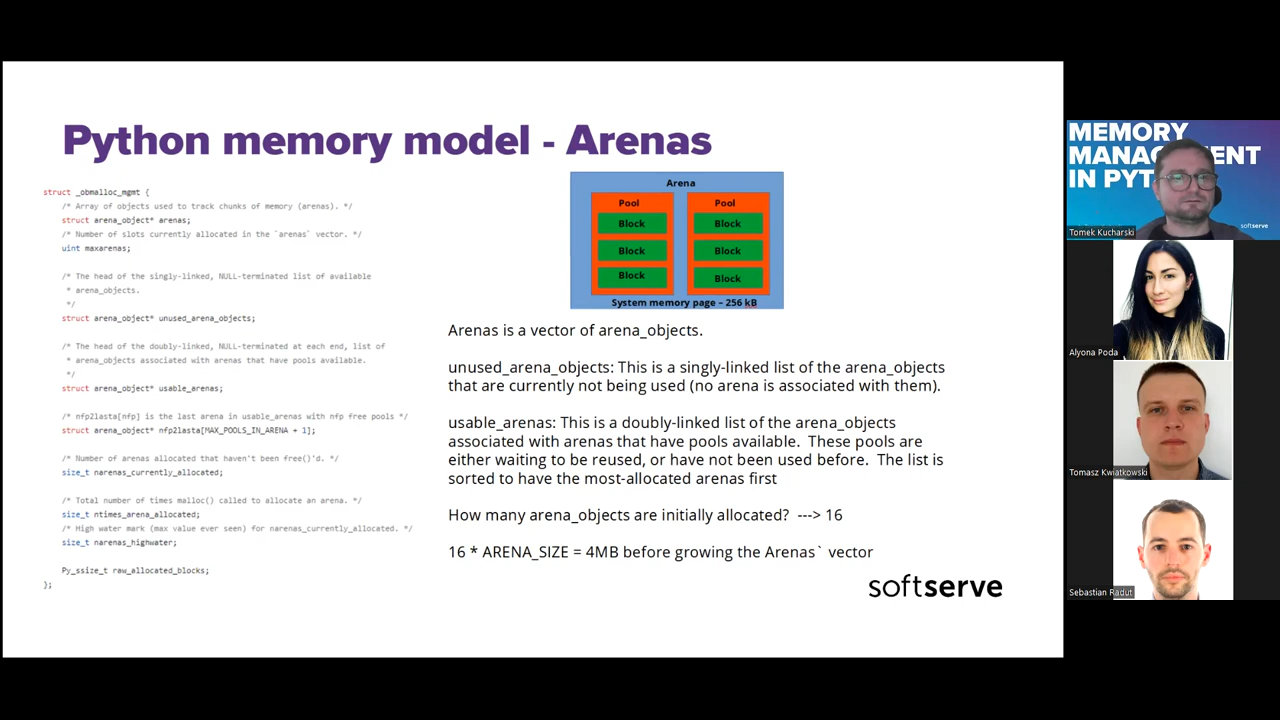 Python memory model - Arenas
struct _obmalloc_mgmt {
/* Array of objects used to track chunks of memory (arenas). */
struct arena_object* arenas;
/* Number of slots currently allocated in the `arenas` vector. */
uint maxarenas;
/* The head of the singly-linked, NULL-terminated list of available
* arena_objects.
*/
struct arena_object* unused_arena_objects;
/* The head of the doubly-linked, NULL-terminated at each end, list of
* arena_objects associated with arenas that have pools available.
*/
struct arena_object* usable_arenas;
/* nfp2lasta[nfp] is the last arena in usable_arenas with nfp free pools */
struct arena_object* nfp2lasta[MAX_POOLS_IN_ARENA + 1];
/* Number of arenas allocated that haven't been free()'d. */
size_t narenas_currently_allocated;
/* Total number of times malloc() called to allocate an arena. */
size_t ntimes_arena_allocated;
/* High water mark (max value ever seen) for narenas_currently_allocated. */
size_t narenas_highwater;
Py_ssize_t raw_allocated_blocks;
};
Arena
Pool
Pool
Block
Block
Block
Block
Block
Block
System memory page – 256 kB
Arenas is a vector of arena_objects.
unused_arena_objects: This is a singly-linked list of the arena_objects
that are currently not being used (no arena is associated with them).
usable_arenas: This is a doubly-linked list of the arena_objects
associated with arenas that have pools available.  These pools are
either waiting to be reused, or have not been used before.  The list is
sorted to have the most-allocated arenas first
How many arena_objects are initially allocated?  ---> 16
16 * ARENA_SIZE = 4MB before growing the Arenas` vector
softserve
MEMORY
MANAGEMENT
IN PYT
softserve
Tomek Kucharski
Alyona Poda
Tomasz Kwiatkowski
Sebastian Radut